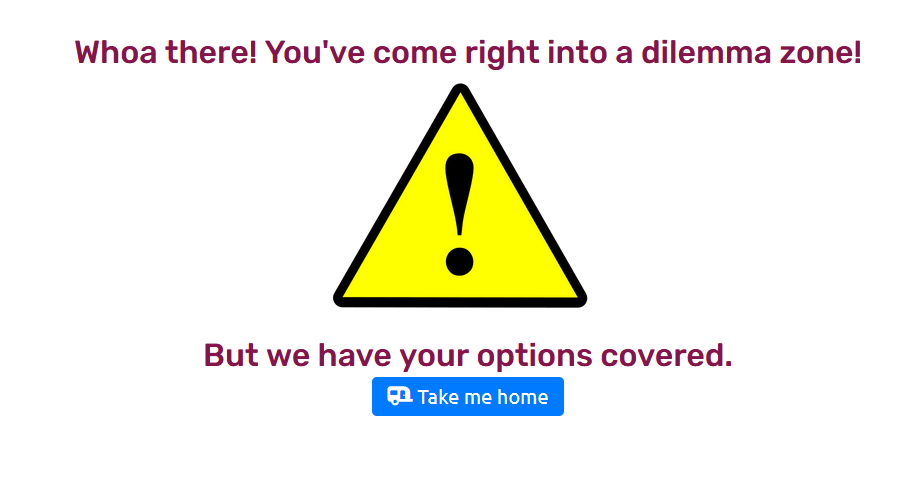 Whoa there! You've come right into a dilemma zone!
!
But we have your options covered.
Take me home